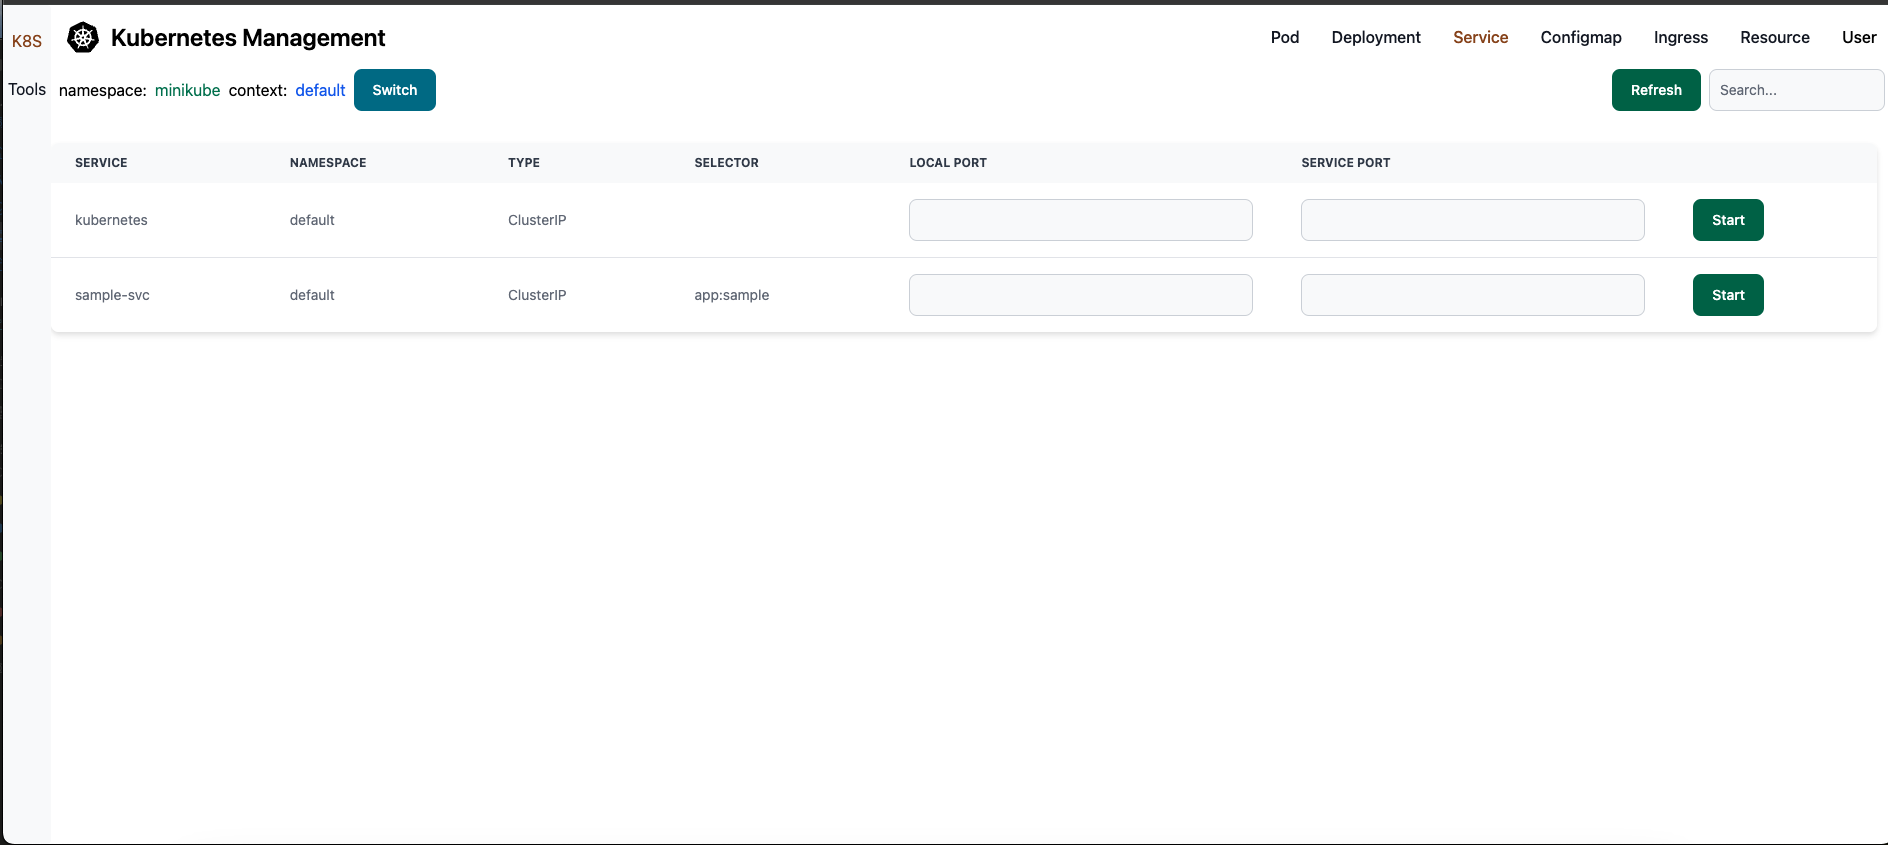 K8S Kubernetes Management Pod Deployment Service Configmap Ingress Resource User
Tools namespace: minikube context: default Switch Refresh Search...
SERVICE NAMESPACE TYPE SELECTOR LOCAL PORT SERVICE PORT
kubernetes default ClusterIP Start
sample-svc default ClusterIP app:sample Start